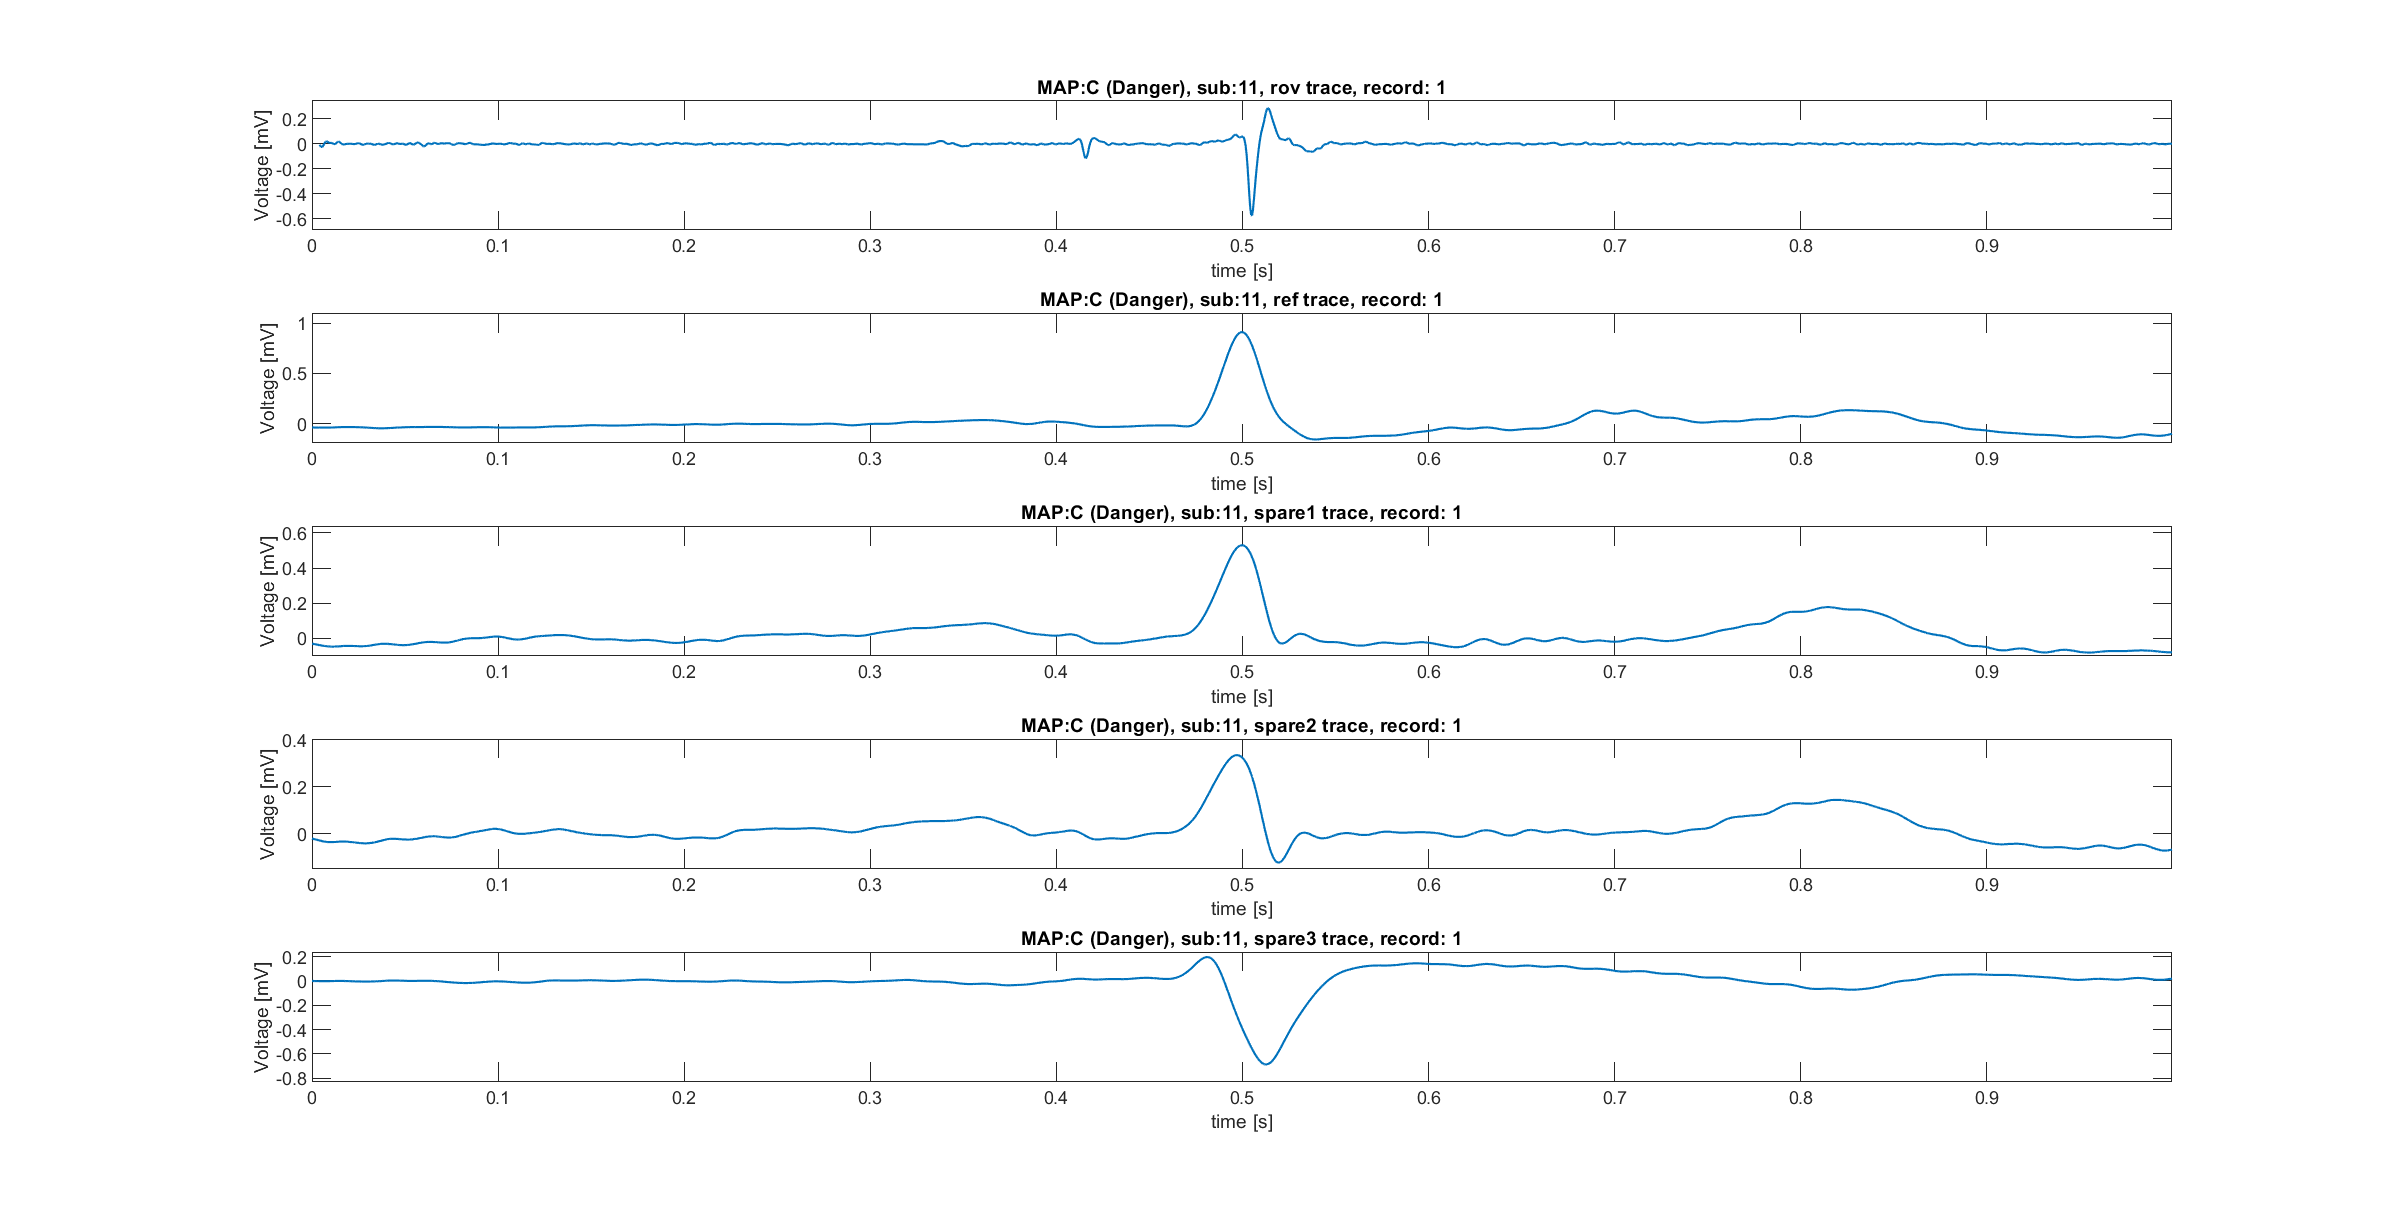 MAP:C (Danger), sub:11, rov trace, record: 1
Voltage [mV]
0.2
0
-0.2
-0.4
-0.6
0 0.1 0.2 0.3 0.4 0.5 0.6 0.7 0.8 0.9
time [s]
MAP:C (Danger), sub:11, ref trace, record: 1
Voltage [mV]
1
0.5
0
0 0.1 0.2 0.3 0.4 0.5 0.6 0.7 0.8 0.9
time [s]
MAP:C (Danger), sub:11, spare1 trace, record: 1
Voltage [mV]
0.6
0.4
0.2
0
0 0.1 0.2 0.3 0.4 0.5 0.6 0.7 0.8 0.9
time [s]
MAP:C (Danger), sub:11, spare2 trace, record: 1
Voltage [mV]
0.4
0.2
0
0 0.1 0.2 0.3 0.4 0.5 0.6 0.7 0.8 0.9
time [s]
MAP:C (Danger), sub:11, spare3 trace, record: 1
Voltage [mV]
0.2
0
-0.2
-0.4
-0.6
-0.8
0 0.1 0.2 0.3 0.4 0.5 0.6 0.7 0.8 0.9
time [s]